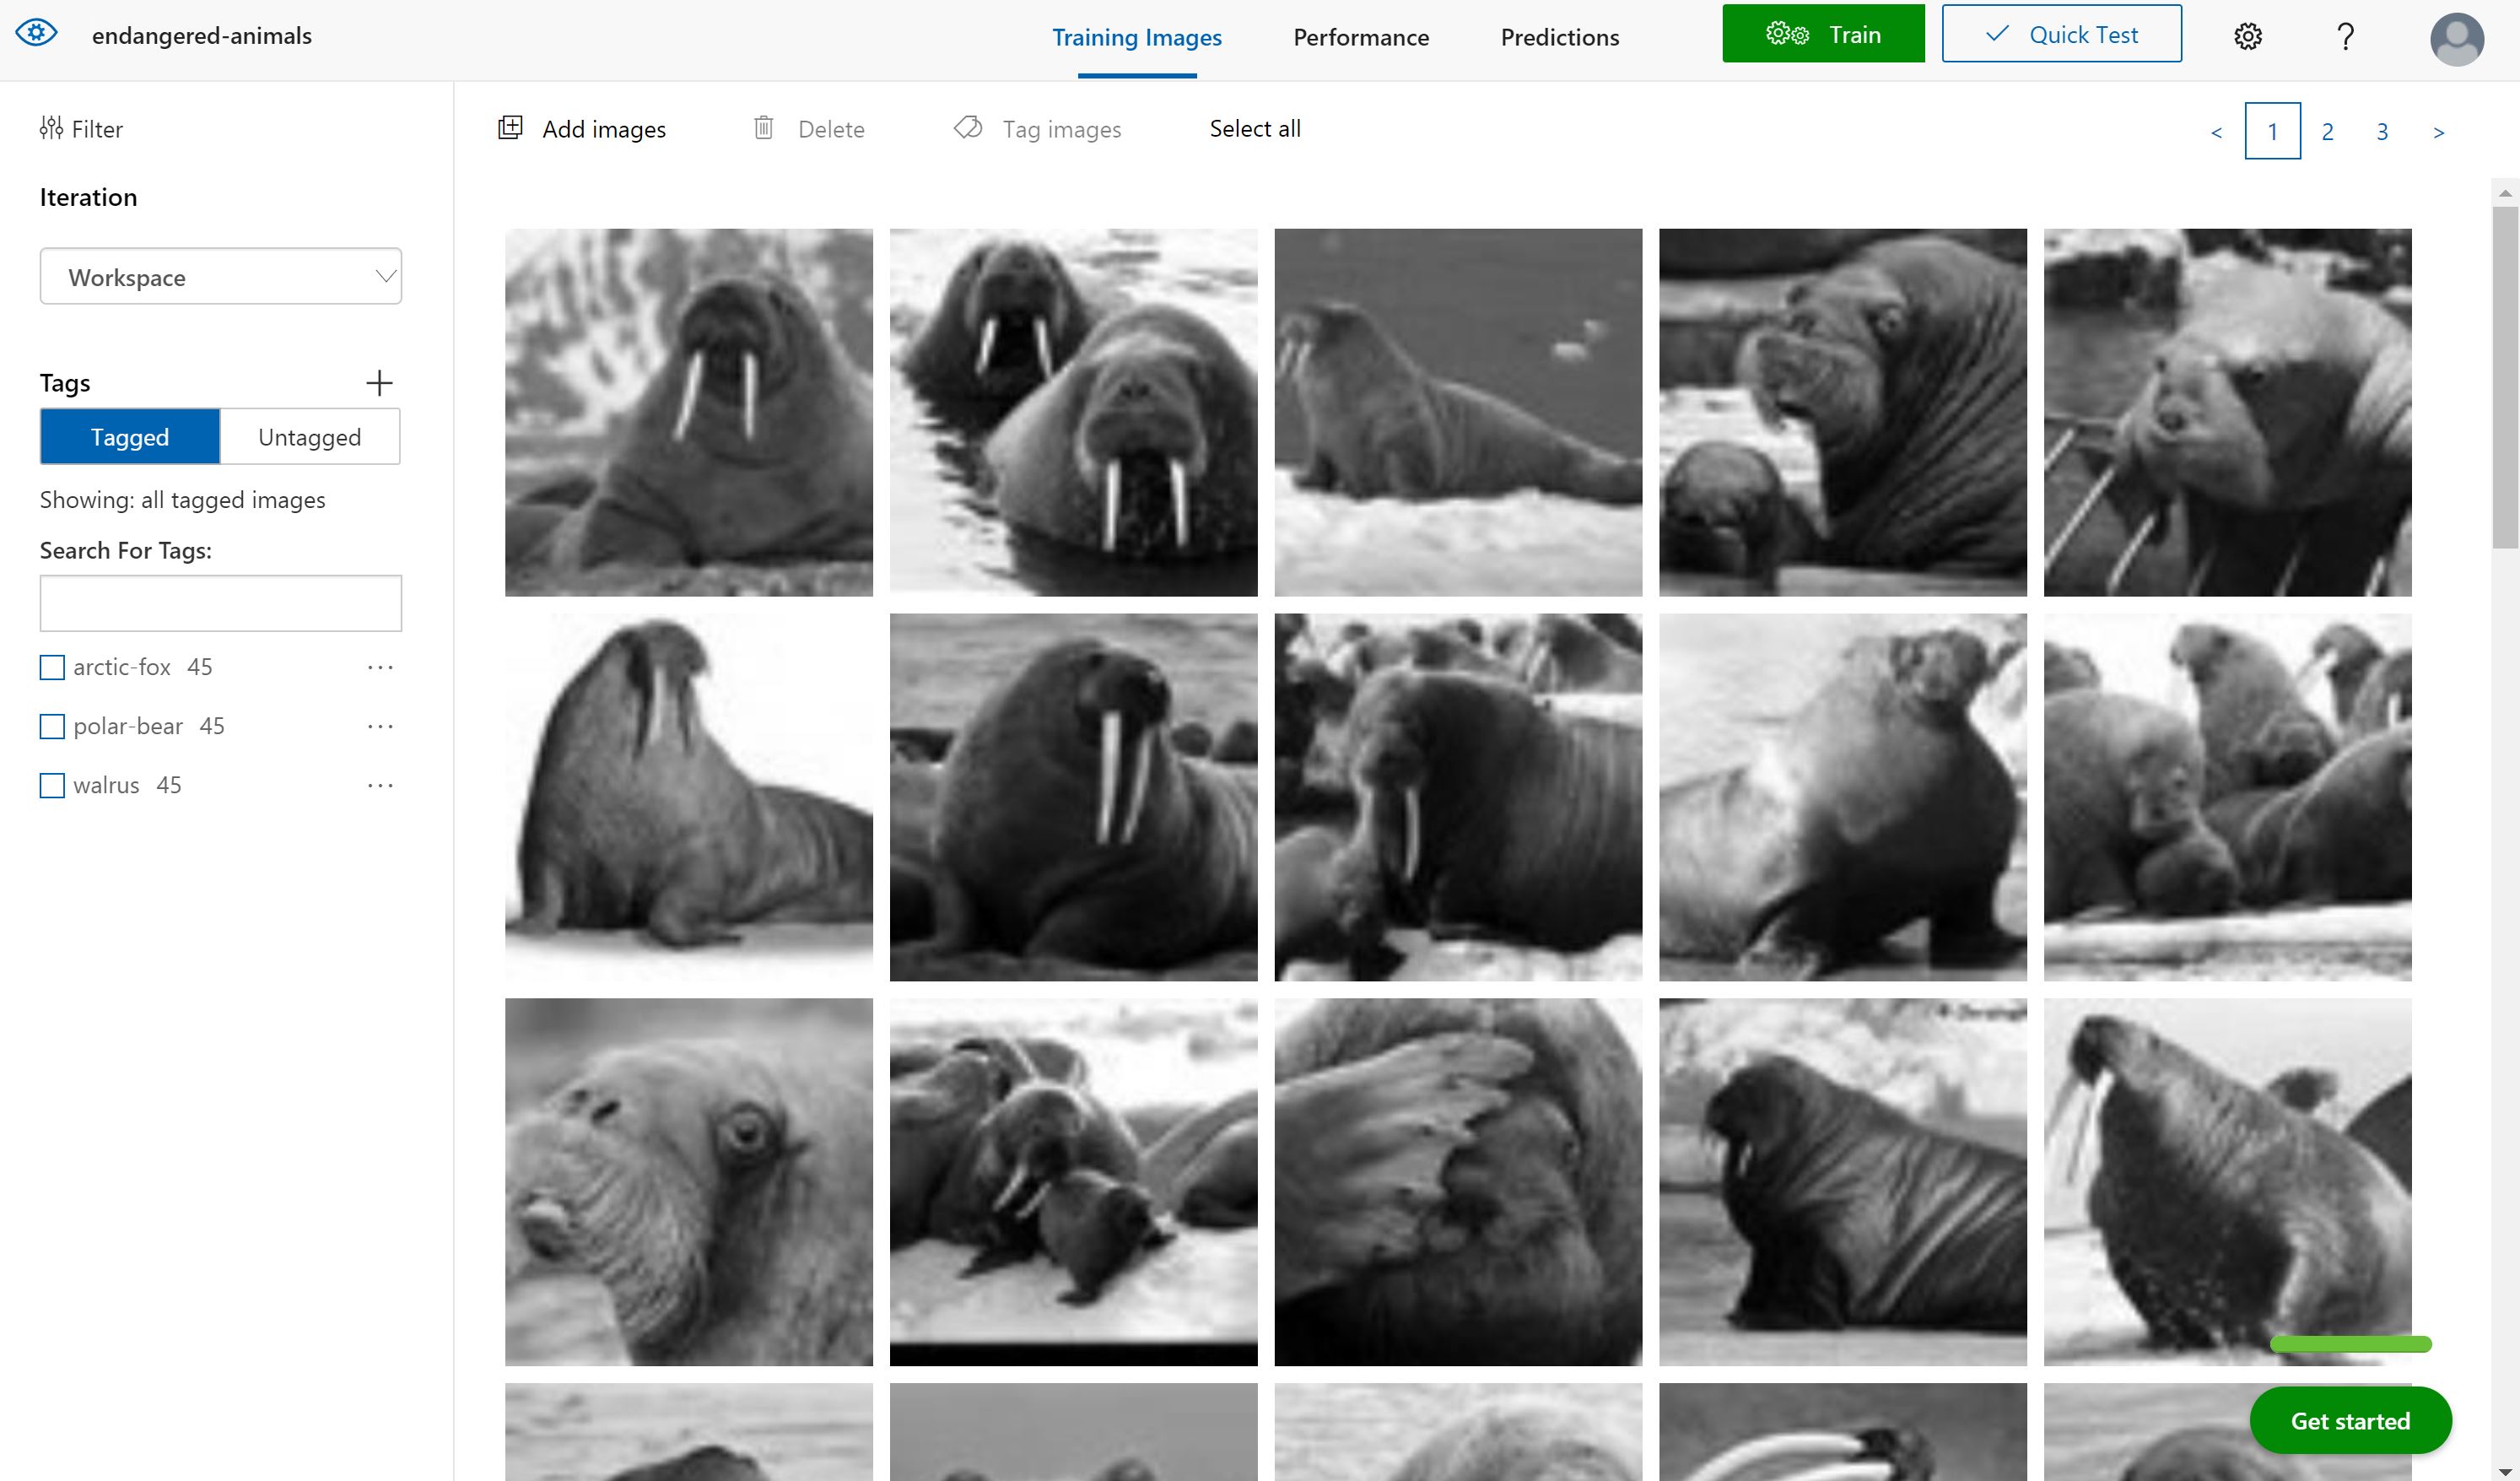 endangered-animals
Training Images
Performance
Predictions
Train
Quick Test
?
Filter
Add images
Delete
Tag images
Select all
< 1 2 3 >
Iteration
Workspace
Tags
Tagged
Untagged
Showing: all tagged images
Search For Tags:
arctic-fox 45 ...
polar-bear 45 ...
walrus 45 ...
Get started